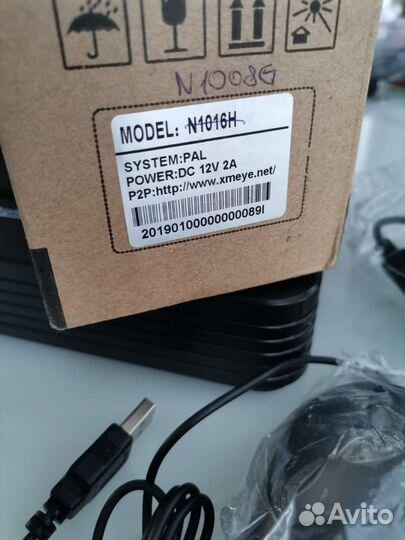 N1008G
MODEL: N1016H
SYSTEM:PAL
POWER:DC 12V 2A
P2P:http://www.xmeye.net/
20190100000000089I
Avito